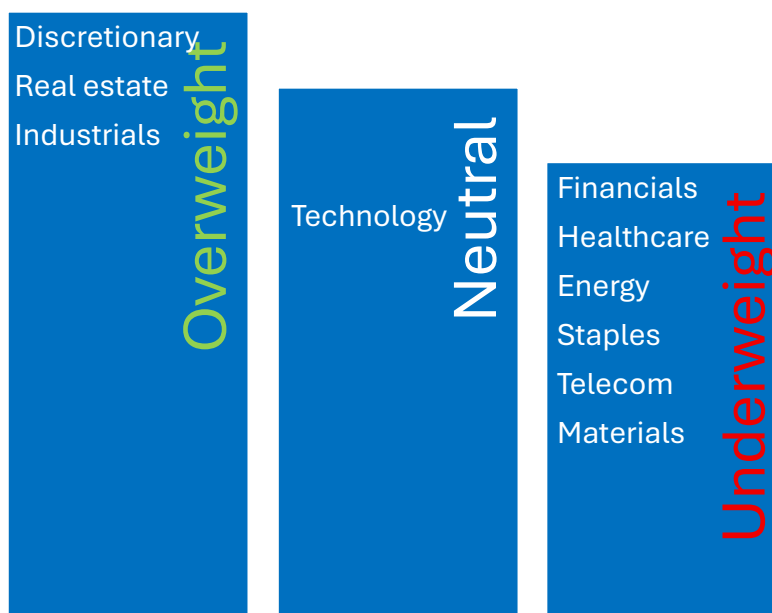 Discretionary
Real estate
Industrials
Overweight
Technology
Neutral
Financials
Healthcare
Energy
Staples
Telecom
Materials
Underweight